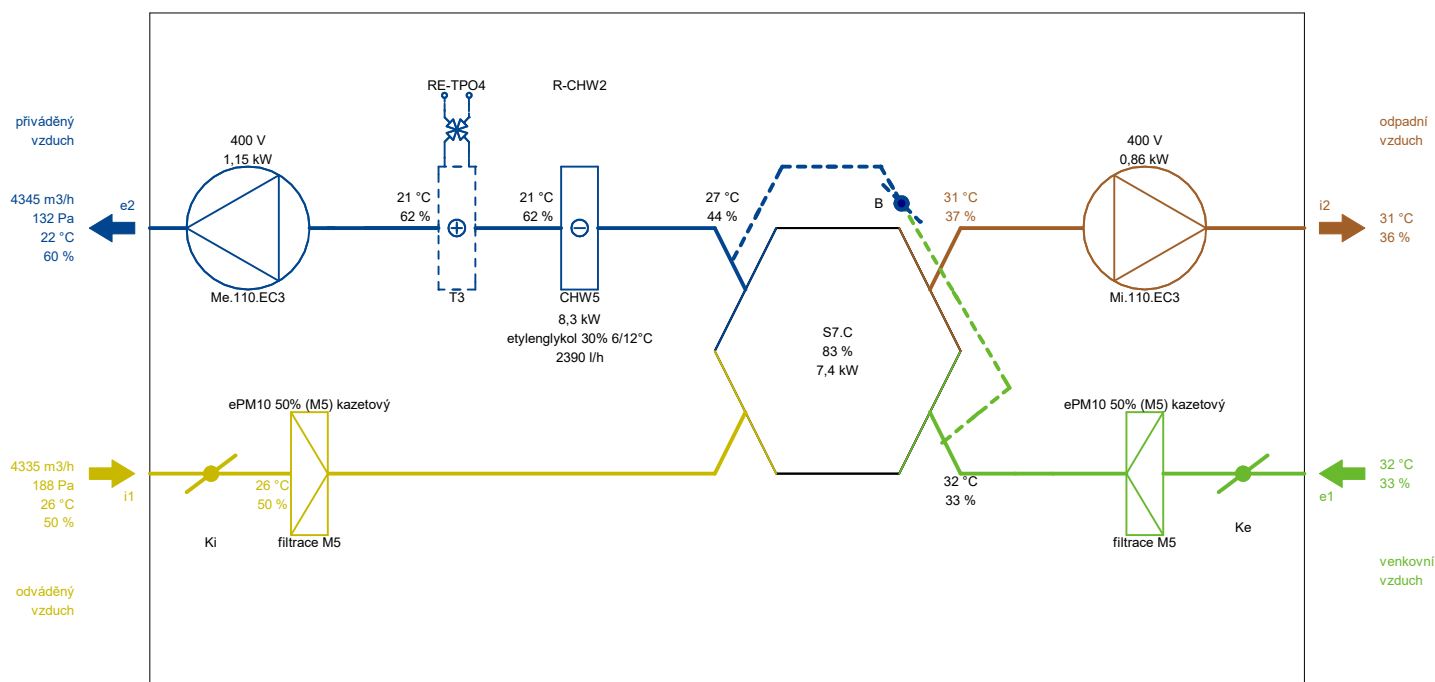 RE-TPO4
R-CHW2
přiváděný
vzduch
400 V
1,15 kW
400 V
0,86 kW
odpadní
vzduch
4345 m3/h
132 Pa
22 °C
60 %
e2
21 °C
62 %
21 °C
62 %
27 °C
44 %
B
31 °C
37 %
i2
31 °C
36 %
Me.110.EC3
T3
CHW5
8,3 kW
etylenglykol 30% 6/12°C
2390 l/h
Mi.110.EC3
S7.C
83 %
7,4 kW
ePM10 50% (M5) kazetový
ePM10 50% (M5) kazetový
4335 m3/h
188 Pa
26 °C
50 %
i1
26 °C
50 %
32 °C
33 %
32 °C
33 %
e1
Ki
filtrace M5
filtrace M5
Ke
odváděný
vzduch
venkovní
vzduch